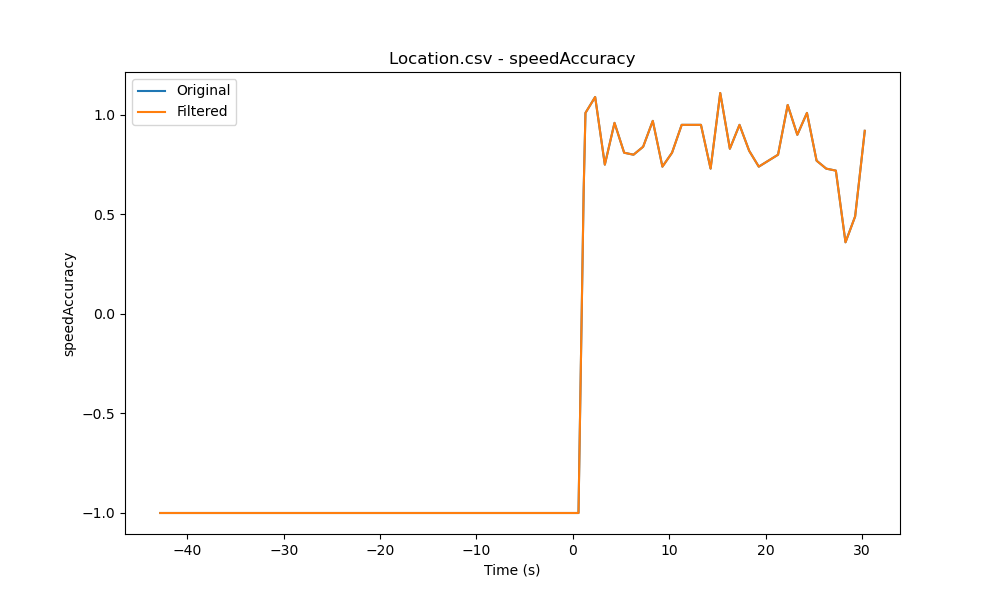 Location.csv - speedAccuracy
Original
Filtered
1.0
0.5
0.0
−0.5
−1.0
speedAccuracy
−40
−30
−20
−10
0
10
20
30
Time (s)